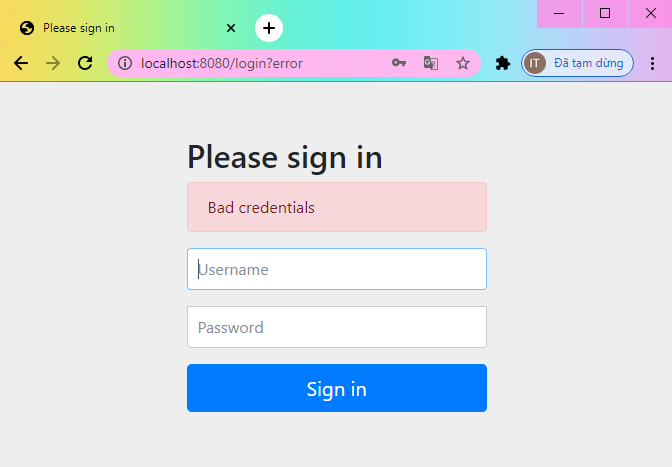 Please sign in
localhost:8080/login?error
IT Đã tạm dừng
Please sign in
Bad credentials
Username
Password
Sign in